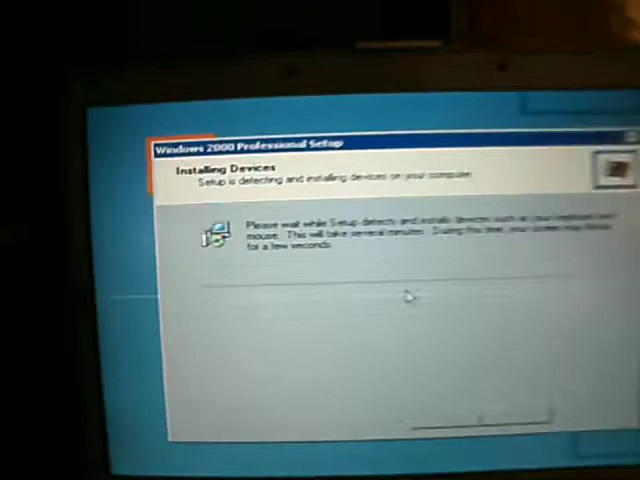 Windows 2000 Professional Setup
Installing Devices
Setup is detecting and installing devices on your computer.
Please wait while Setup detects and installs devices such as your keyboard and
mouse. This will take several minutes. During this time, your screen may flicker
for a few seconds.